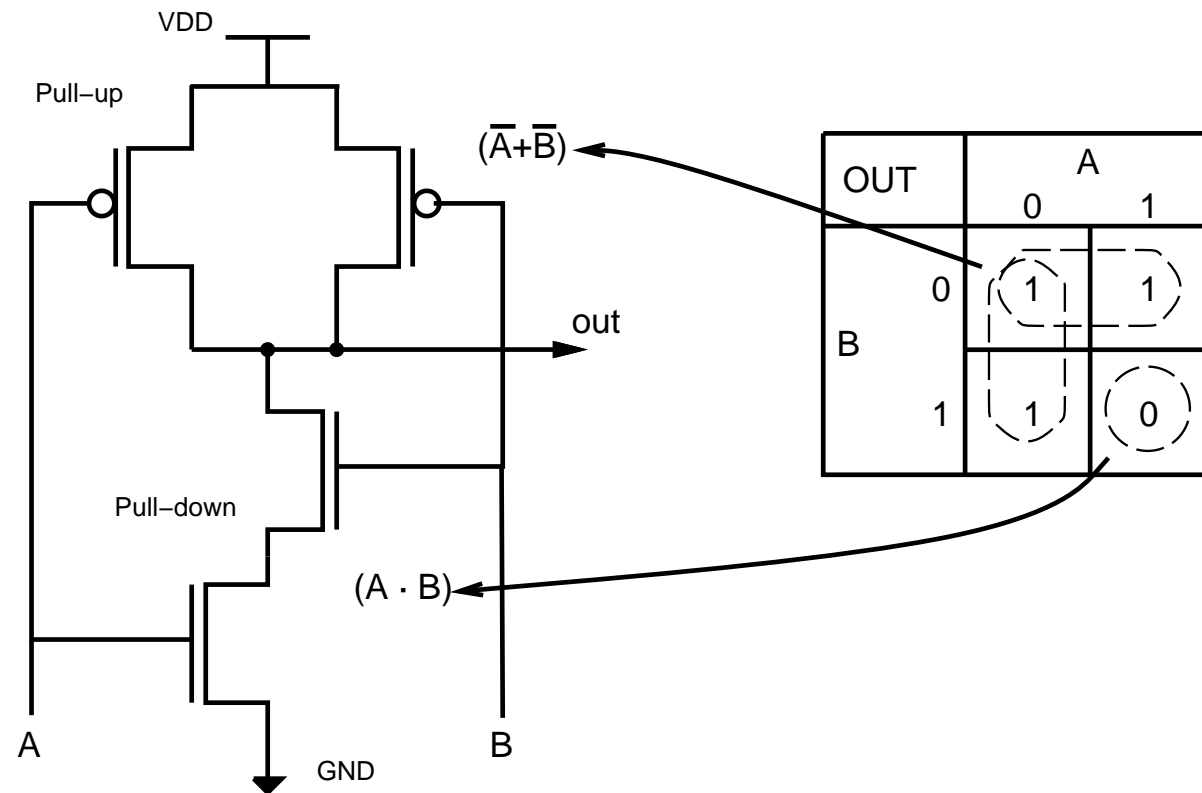 VDD
Pull−up
(A̅+B̅)
out
Pull−down
(A · B)
A
B
GND
OUT
A
0 1
B
0 1 1
1 1 0